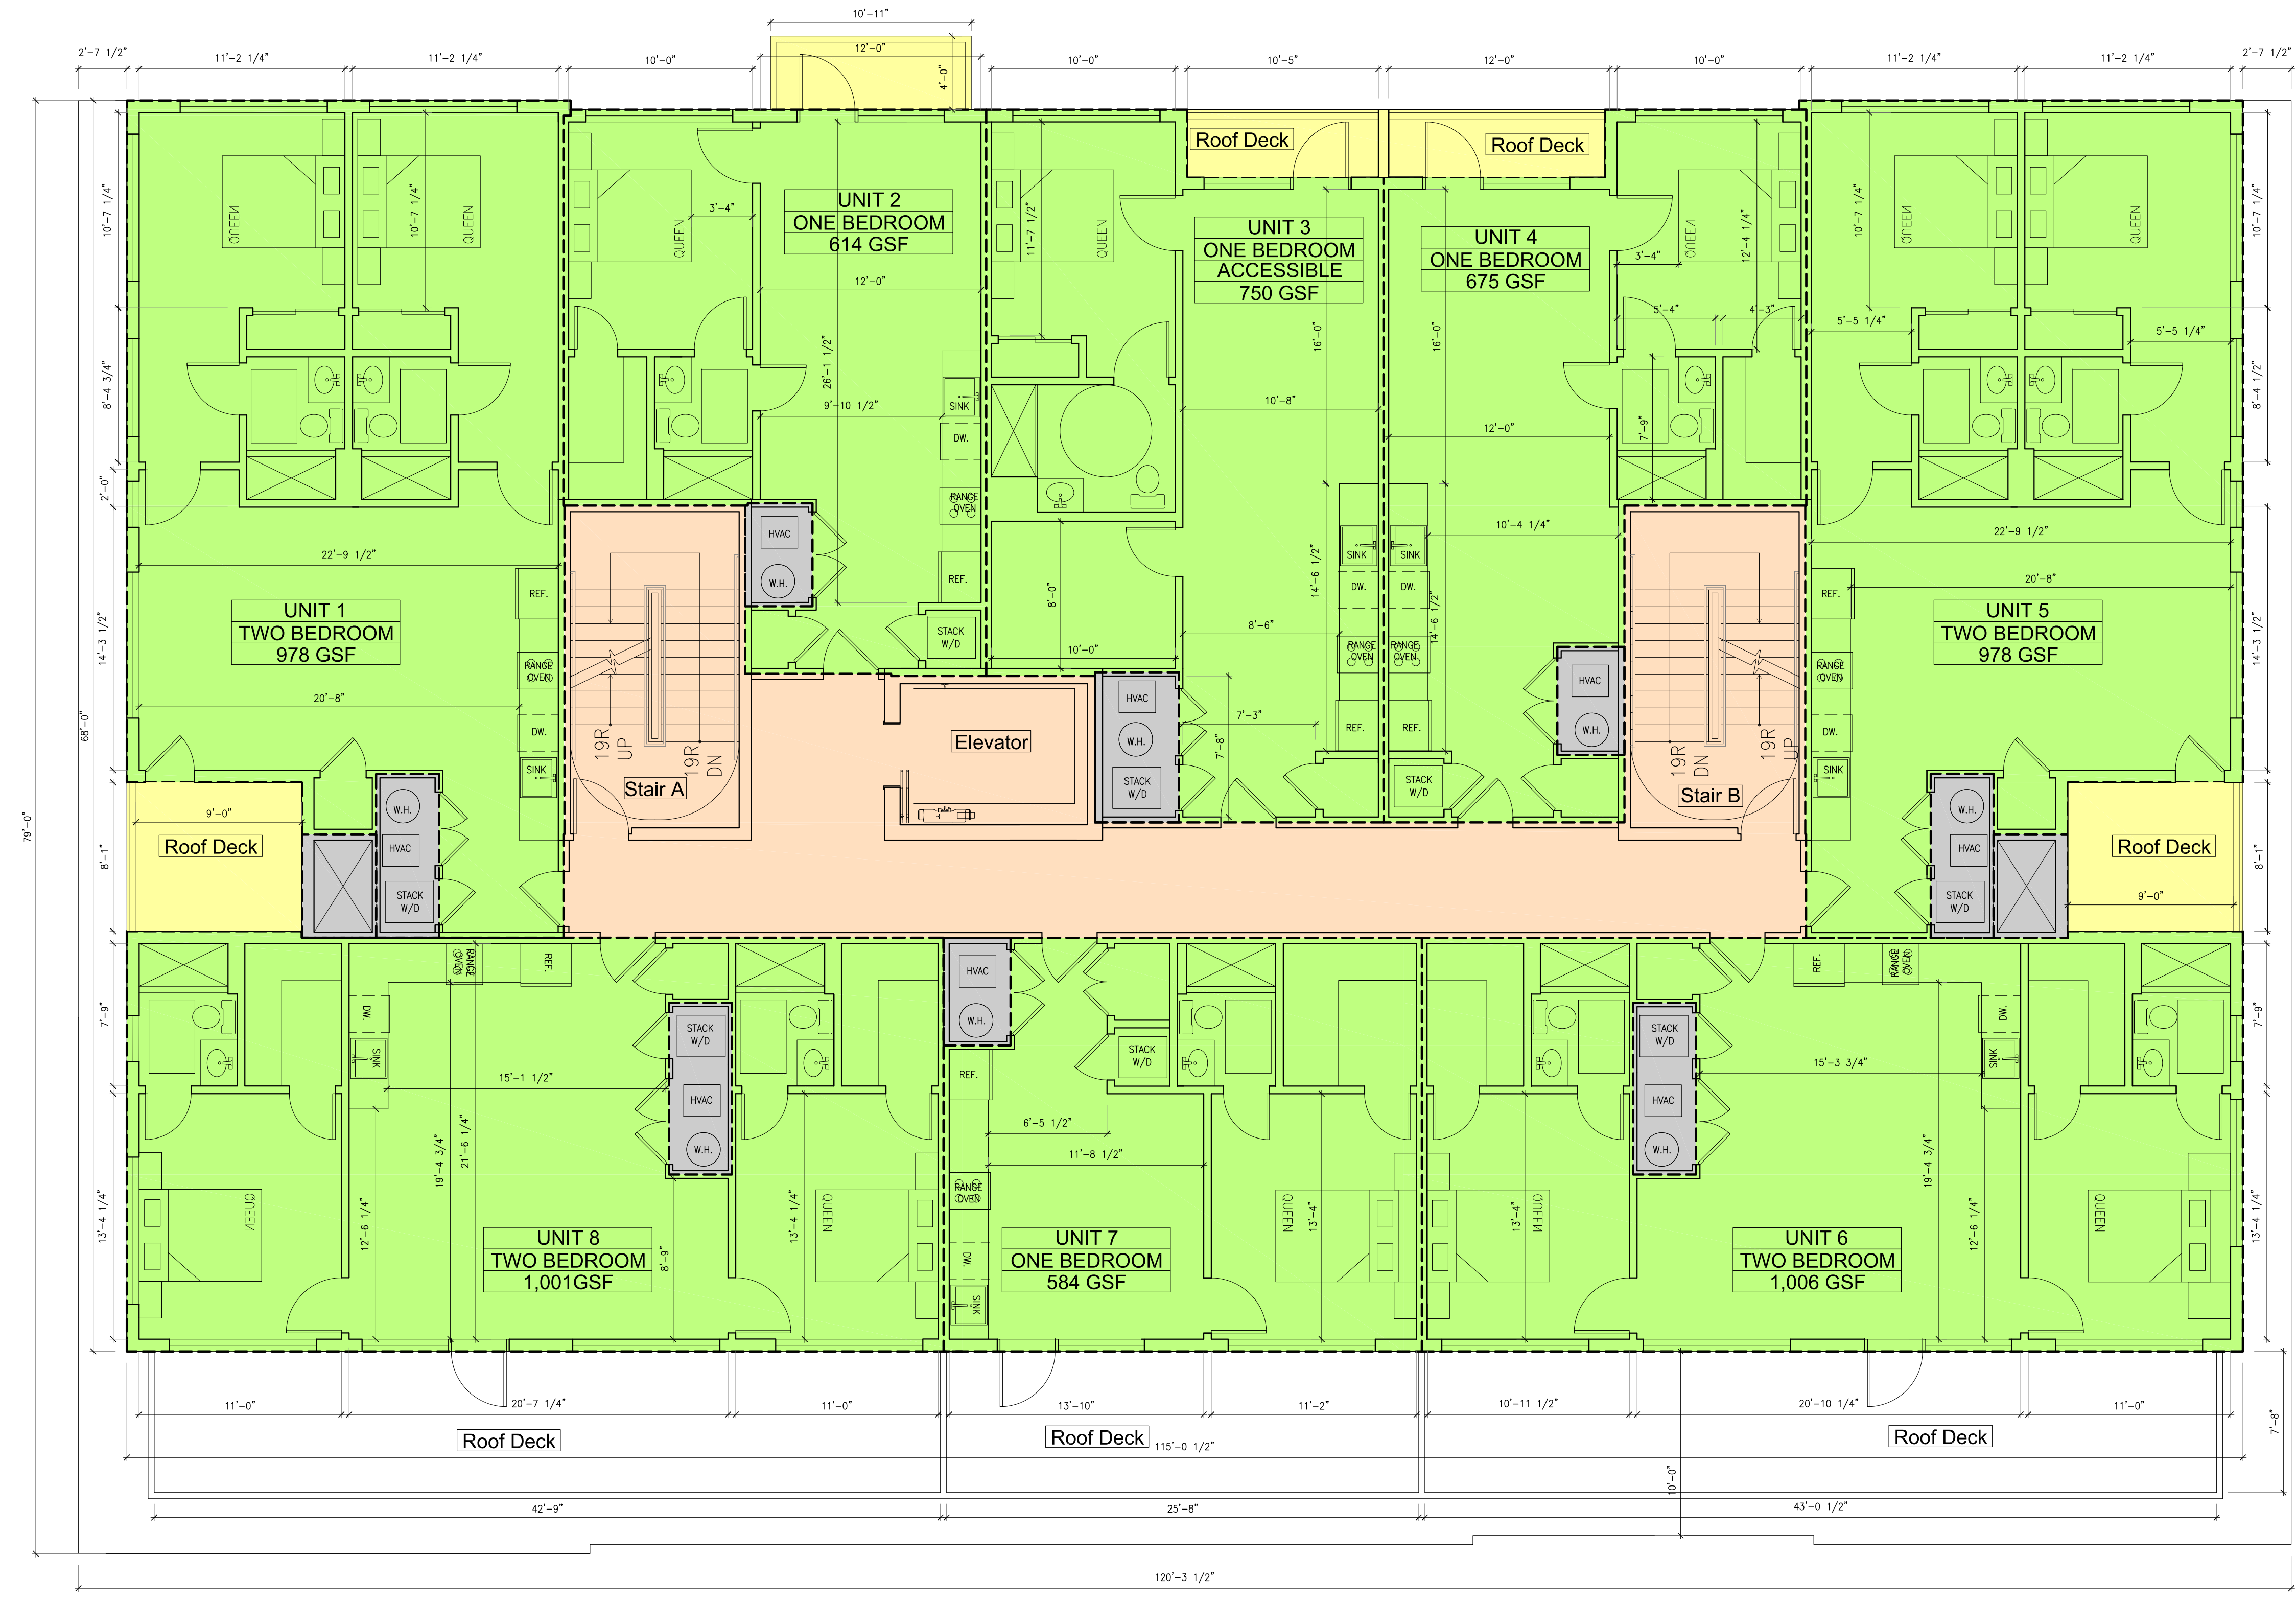 10'-11"
2'-7 1/2"
11'-2 1/4"
11'-2 1/4"
10'-0"
12'-0"
4'-0"
10'-0"
10'-5"
12'-0"
10'-0"
11'-2 1/4"
11'-2 1/4"
2'-7 1/2"
Roof Deck
Roof Deck
10'-7 1/4"
QUEEN
10'-7 1/4"
QUEEN
3'-4"
QUEEN
UNIT 2
ONE BEDROOM
614 GSF
12'-0"
11'-7 1/2"
QUEEN
UNIT 3
ONE BEDROOM
ACCESSIBLE
750 GSF
UNIT 4
ONE BEDROOM
675 GSF
3'-4"
QUEEN
12'-4 1/4"
10'-7 1/4"
QUEEN
QUEEN
10'-7 1/4"
5'-4"
4'-3"
5'-5 1/4"
5'-5 1/4"
8'-4 3/4"
26'-1 1/2"
9'-10 1/2"
SINK
DW.
RANGE
OVEN
REF.
16'-0"
10'-8"
16'-0"
12'-0"
7'-9"
8'-4 1/2"
2'-0"
HVAC
W.H.
STACK
W/D
8'-0"
10'-0"
14'-6 1/2"
8'-6"
SINK
SINK
DW.
DW.
14'-6 1/2"
RANGE
OVEN
RANGE
OVEN
REF.
REF.
10'-4 1/4"
HVAC
W.H.
22'-9 1/2"
REF.
UNIT 1
TWO BEDROOM
978 GSF
14'-3 1/2"
RANGE
OVEN
20'-8"
DW.
SINK
22'-9 1/2"
20'-8"
REF.
UNIT 5
TWO BEDROOM
978 GSF
14'-3 1/2"
RANGE
OVEN
DW.
SINK
68'-0"
79'-0"
19R
UP
19R
DN
Stair A
Elevator
HVAC
W.H.
STACK
W/D
7'-3"
7'-8"
STACK
W/D
19R
DN
19R
UP
Stair B
9'-0"
Roof Deck
8'-1"
W.H.
HVAC
STACK
W/D
W.H.
HVAC
STACK
W/D
Roof Deck
9'-0"
8'-1"
7'-9"
RANGE
OVEN
REF.
DW.
SINK
15'-1 1/2"
STACK
W/D
HVAC
W.H.
HVAC
W.H.
REF.
STACK
W/D
STACK
W/D
HVAC
W.H.
REF.
RANGE
OVEN
DW.
SINK
15'-3 3/4"
7'-9"
13'-4 1/4"
QUEEN
12'-6 1/4"
19'-4 3/4"
21'-6 1/4"
UNIT 8
TWO BEDROOM
1,001GSF
8'-9"
13'-4 1/4"
QUEEN
6'-5 1/2"
11'-8 1/2"
RANGE
OVEN
DW.
SINK
UNIT 7
ONE BEDROOM
584 GSF
QUEEN
13'-4"
13'-4"
QUEEN
UNIT 6
TWO BEDROOM
1,006 GSF
19'-4 3/4"
12'-6 1/4"
QUEEN
13'-4 1/4"
11'-0"
20'-7 1/4"
11'-0"
13'-10"
11'-2"
10'-11 1/2"
20'-10 1/4"
11'-0"
7'-8"
Roof Deck
Roof Deck
Roof Deck
115'-0 1/2"
10'-0"
42'-9"
25'-8"
43'-0 1/2"
120'-3 1/2"